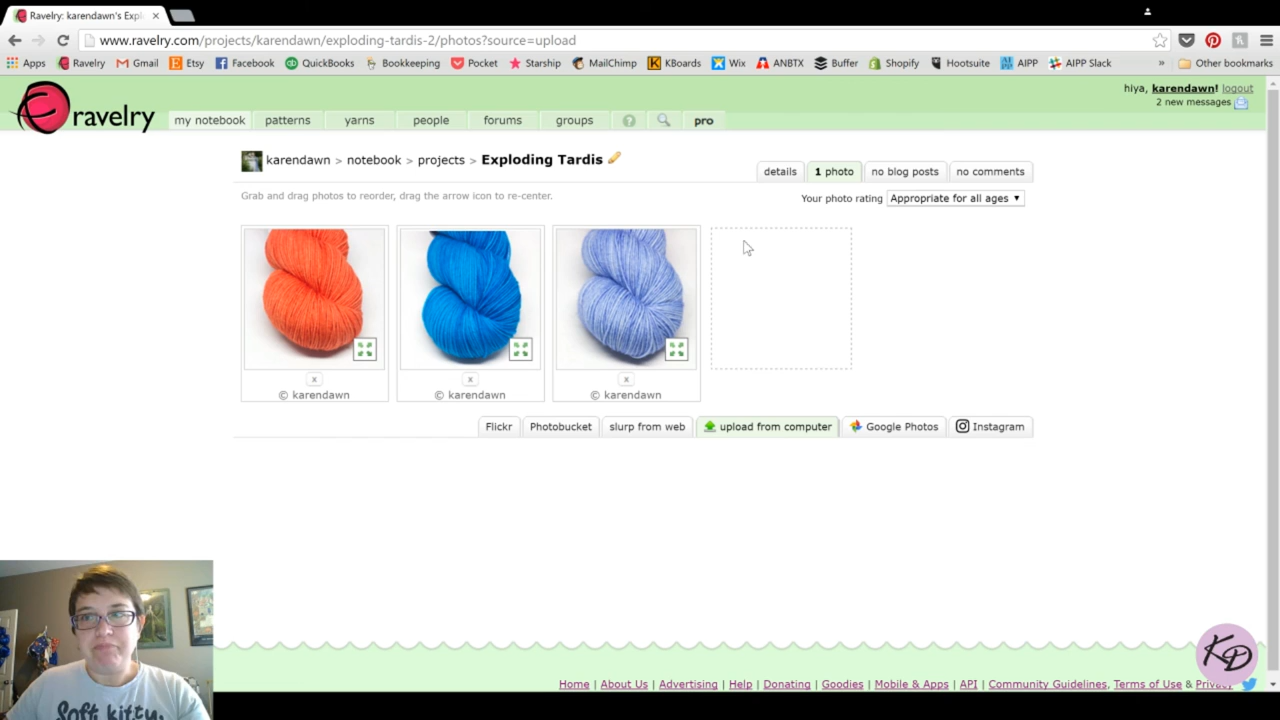 Ravelry: karendawn's Expl
www.ravelry.com/projects/karendawn/exploding-tardis-2/photos?source=upload
Apps Ravelry Gmail Etsy Facebook QuickBooks Bookkeeping Pocket Starship MailChimp KBoards Wix ANBTX Buffer Shopify Hootsuite AIPP AIPP Slack » Other bookmarks
hiya, karendawn! logout
2 new messages
ravelry
my notebook patterns yarns people forums groups pro
karendawn > notebook > projects > Exploding Tardis
details 1 photo no blog posts no comments
Grab and drag photos to reorder, drag the arrow icon to re-center.
Your photo rating Appropriate for all ages
x x x
© karendawn © karendawn © karendawn
Flickr Photobucket slurp from web upload from computer Google Photos Instagram
KD
Home | About Us | Advertising | Help | Donating | Goodies | Mobile & Apps | API | Community Guidelines, Terms of Use & Privacy
Soft kitty,